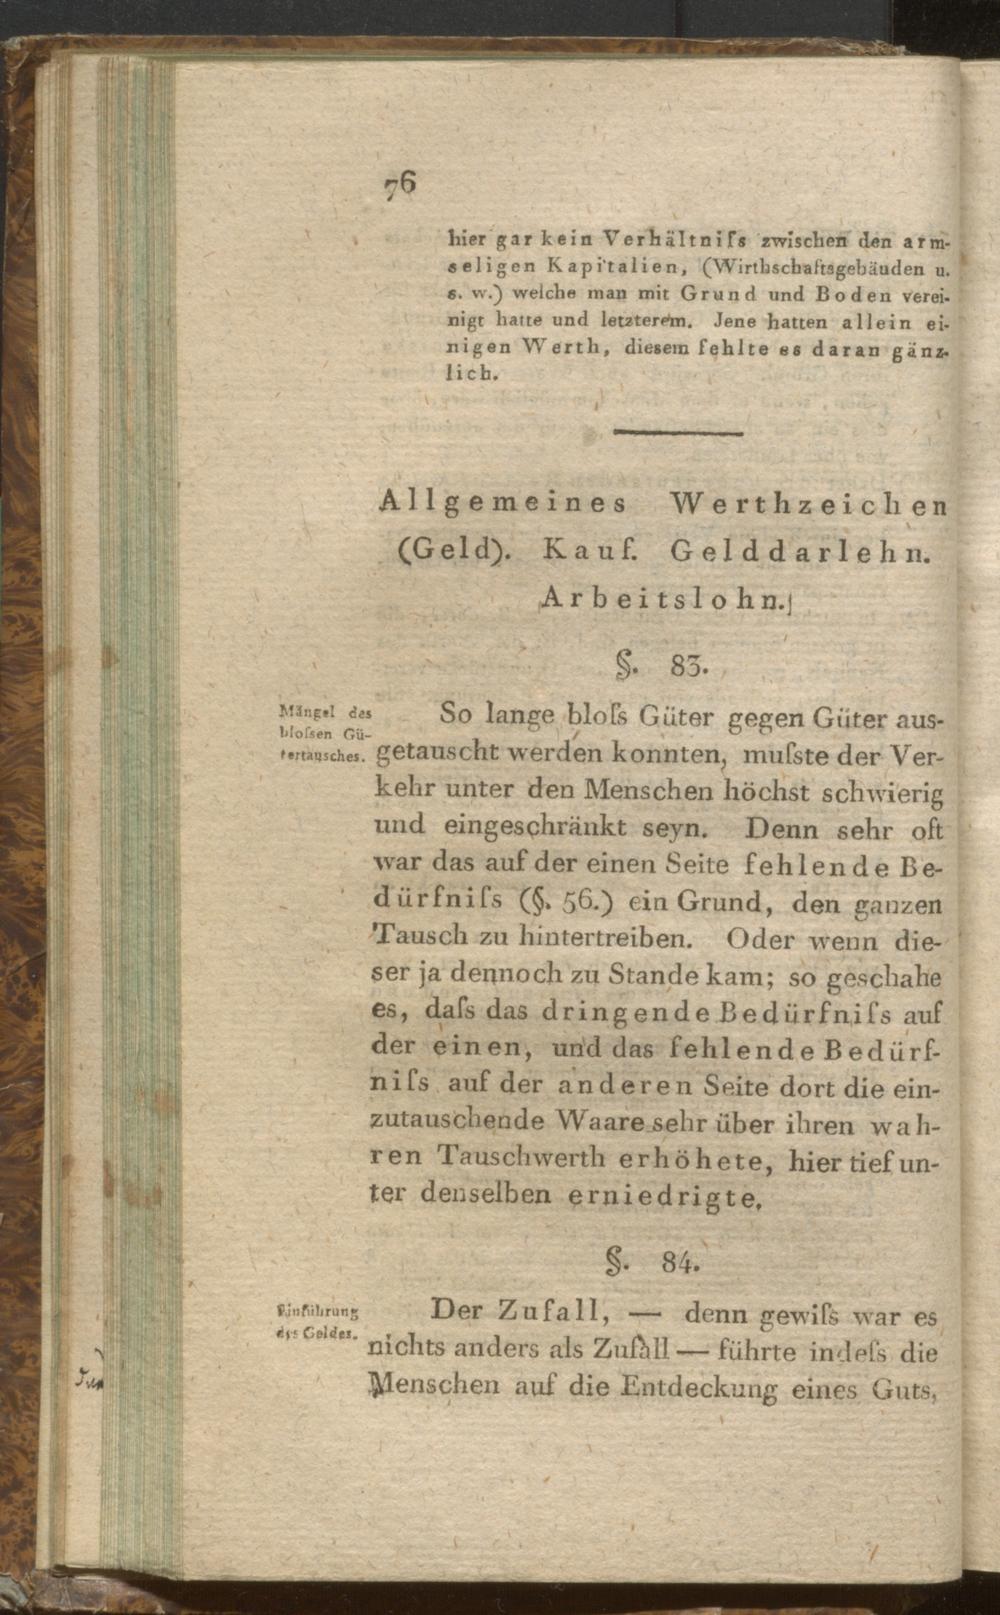 76
hier gar kein Verhältniſs zwischen den arm-
seligen Kapitalien, (Wirthschaftsgebäuden u.
s. w.) welche man mit Grund und Boden verei-
nigt hatte und letzterem. Jene hatten allein ei-
nigen Werth, diesem fehlte es daran gänz-
lich.
Allgemeines Werthzeichen
(Geld). Kauf. Gelddarlehn.
Arbeitslohn.
§. 83.
Mängel des
bloſsen Gü-
tertausches.
So lange bloſs Güter gegen Güter aus-
getauscht werden konnten, muſste der Ver-
kehr unter den Menschen höchst schwierig
und eingeschränkt seyn. Denn sehr oft
war das auf der einen Seite fehlende Be-
dürfniſs (§. 56.) ein Grund, den ganzen
Tausch zu hintertreiben. Oder wenn die-
ser ja dennoch zu Stande kam; so geschahe
es, daſs das dringende Bedürfniſs auf
der einen, und das fehlende Bedürf-
niſs auf der anderen Seite dort die ein-
zutauschende Waare sehr über ihren wah-
ren Tauschwerth erhöhete, hier tief un-
ter denselben erniedrigte.
§. 84.
Einführung
des Geldes.
Der Zufall, — denn gewiſs war es
nichts anders als Zufall — führte indeſs die
Menschen auf die Entdeckung eines Guts,